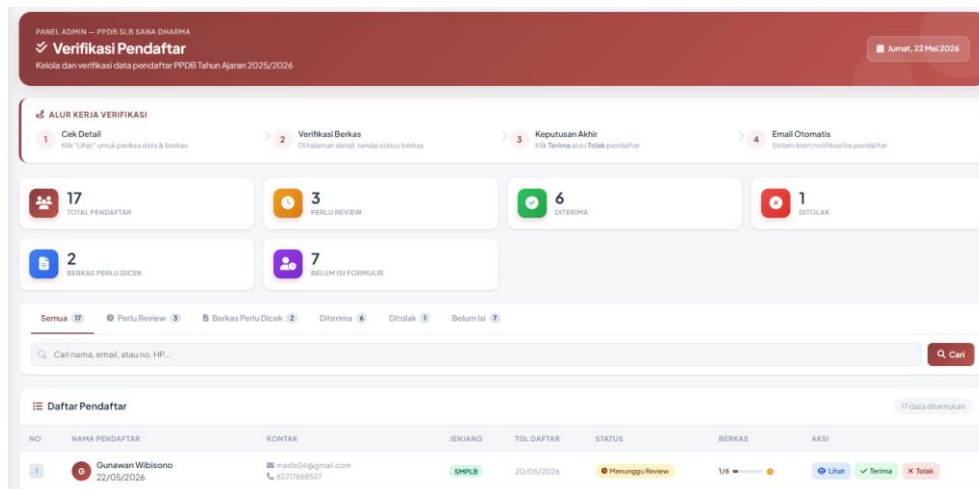 PANEL ADMIN — PPDB SLB SANA DHARMA
Verifikasi Pendaftar
Kelola dan verifikasi data pendaftar PPDB Tahun Ajaran 2025/2026
Jumat, 22 Mei 2026
ALUR KERJA VERIFIKASI
1 Cek Detail
Klik "Lihat" untuk periksa data & berkas
2 Verifikasi Berkas
Di halaman detail, tandai status berkas
3 Keputusan Akhir
Klik Terima atau Tolak pendaftar
4 Email Otomatis
Sistem kirim notifikasi ke pendaftar
17
TOTAL PENDAFTAR
3
PERLU REVIEW
6
DITERIMA
1
DITOLAK
2
BERKAS PERLU DICEK
7
BELUM ISI FORMULIR
Semua 17 Perlu Review 3 Berkas Perlu Dicek 2 Diterima 6 Ditolak 1 Belum Isi 7
Cari nama, email, atau no. HP...
Cari
Daftar Pendaftar
17 data ditemukan
NO NAMA PENDAFTAR KONTAK JENJANG TGL DAFTAR STATUS BERKAS AKSI
1 G Gunawan Wibisono masfx04@gmail.com SMPLB 20/05/2026 Menunggu Review 1/6 Lihat Terima Tolak
22/05/2026 62217668527